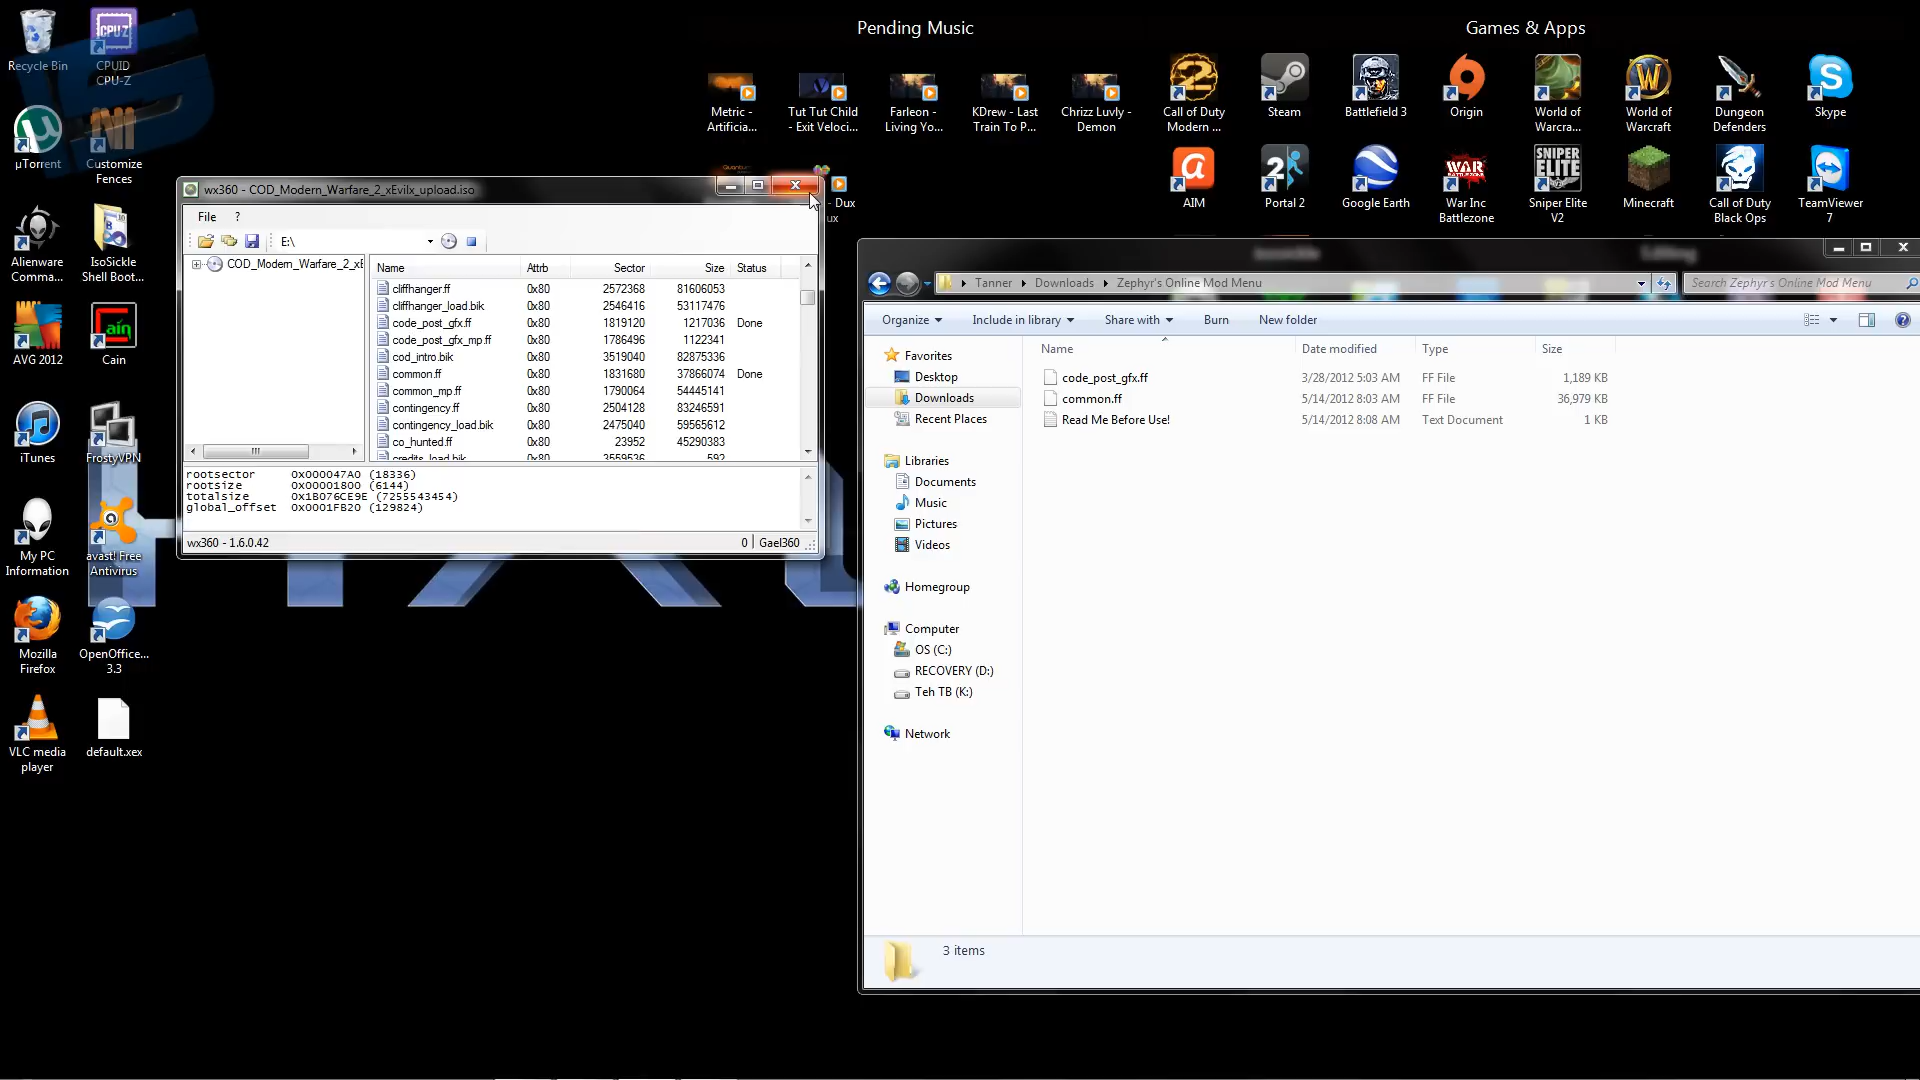 Pending Music
Games & Apps
Recycle Bin
CPUID
CPU-Z
Metric -
Artificia...
Tut Tut Child
- Exit Veloci...
Farleon -
Living Yo...
KDrew - Last
Train To P...
Chrizz Luvly -
Demon
Call of Duty
Modern ...
Steam
Battlefield 3
Origin
World of
Warcra...
World of
Warcraft
Dungeon
Defenders
Skype
µTorrent
Customize
Fences
- Dux
ux
AIM
Portal 2
Google Earth
War Inc
Battlezone
Sniper Elite
V2
Minecraft
Call of Duty
Black Ops
TeamViewer
7
Alienware
Comma...
IsoSickle
Shell Boot...
AVG 2012
Cain
iTunes
FrostyVPN
My PC
Information
avast! Free
Antivirus
Mozilla
Firefox
OpenOffice...
3.3
VLC media
player
default.xex
wx360 - COD_Modern_Warfare_2_xEvilx_upload.iso
File ?
E:\
COD_Modern_Warfare_2_xE
Name Attrb Sector Size Status
cliffhanger.ff 0x80 2572368 81606053
cliffhanger_load.bik 0x80 2546416 53117476
code_post_gfx.ff 0x80 1819120 1217036 Done
code_post_gfx_mp.ff 0x80 1786496 1122341
cod_intro.bik 0x80 3519040 82875336
common.ff 0x80 1831680 37866074 Done
common_mp.ff 0x80 1790064 54445141
contingency.ff 0x80 2504128 83246591
contingency_load.bik 0x80 2475040 59565612
co_hunted.ff 0x80 23952 45290383
credits_load.bik 0x80 3559536 592
rootsector 0x000047A0 (18336)
rootsize 0x00001800 (6144)
totalsize 0x1B076CE9E (7255543454)
global_offset 0x0001FB20 (129824)
wx360 - 1.6.0.42 0 Gael360
isosickle
Editing
Tanner Downloads Zephyr's Online Mod Menu
Search Zephyr's Online Mod Menu
Organize Include in library Share with Burn New folder
Name Date modified Type Size
code_post_gfx.ff 3/28/2012 5:03 AM FF File 1,189 KB
common.ff 5/14/2012 8:03 AM FF File 36,979 KB
Read Me Before Use! 5/14/2012 8:08 AM Text Document 1 KB
Favorites
Desktop
Downloads
Recent Places
Libraries
Documents
Music
Pictures
Videos
Homegroup
Computer
OS (C:)
RECOVERY (D:)
Teh TB (K:)
Network
3 items